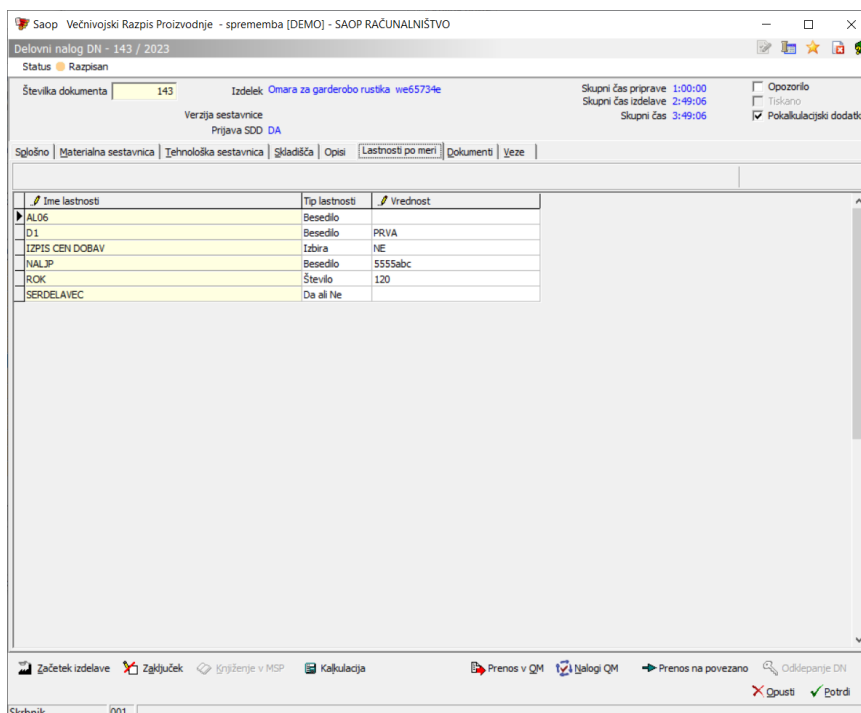 Saop Večnivojski Razpis Proizvodnje - sprememba [DEMO] - SAOP RAČUNALNIŠTVO
Delovni nalog DN - 143 / 2023
Status Razpisan
Številka dokumenta 143 Izdelek Omara za garderobo rustika we65734e Skupni čas priprave 1:00:00 Opozorilo
Skupni čas izdelave 2:49:06 Tiskano
Verzija sestavnice Skupni čas 3:49:06 Pokalkulacijski dodatk
Prijava SDD DA
Splošno Materialna sestavnica Tehnološka sestavnica Skladišča Opisi Lastnosti po meri Dokumenti Veze
Ime lastnosti Tip lastnosti Vrednost
AL06 Besedilo
D1 Besedilo PRVA
IZPIS CEN DOBAV Izbira NE
NALJP Besedilo 5555abc
ROK Število 120
SERDELAVEC Da ali Ne
Začetek izdelave Zaključek Knjiženje v MSP Kalkulacija Prenos v QM Nalogi QM Prenos na povezano Odklepanje DN
Opusti Potrdi
Skrbnik 001